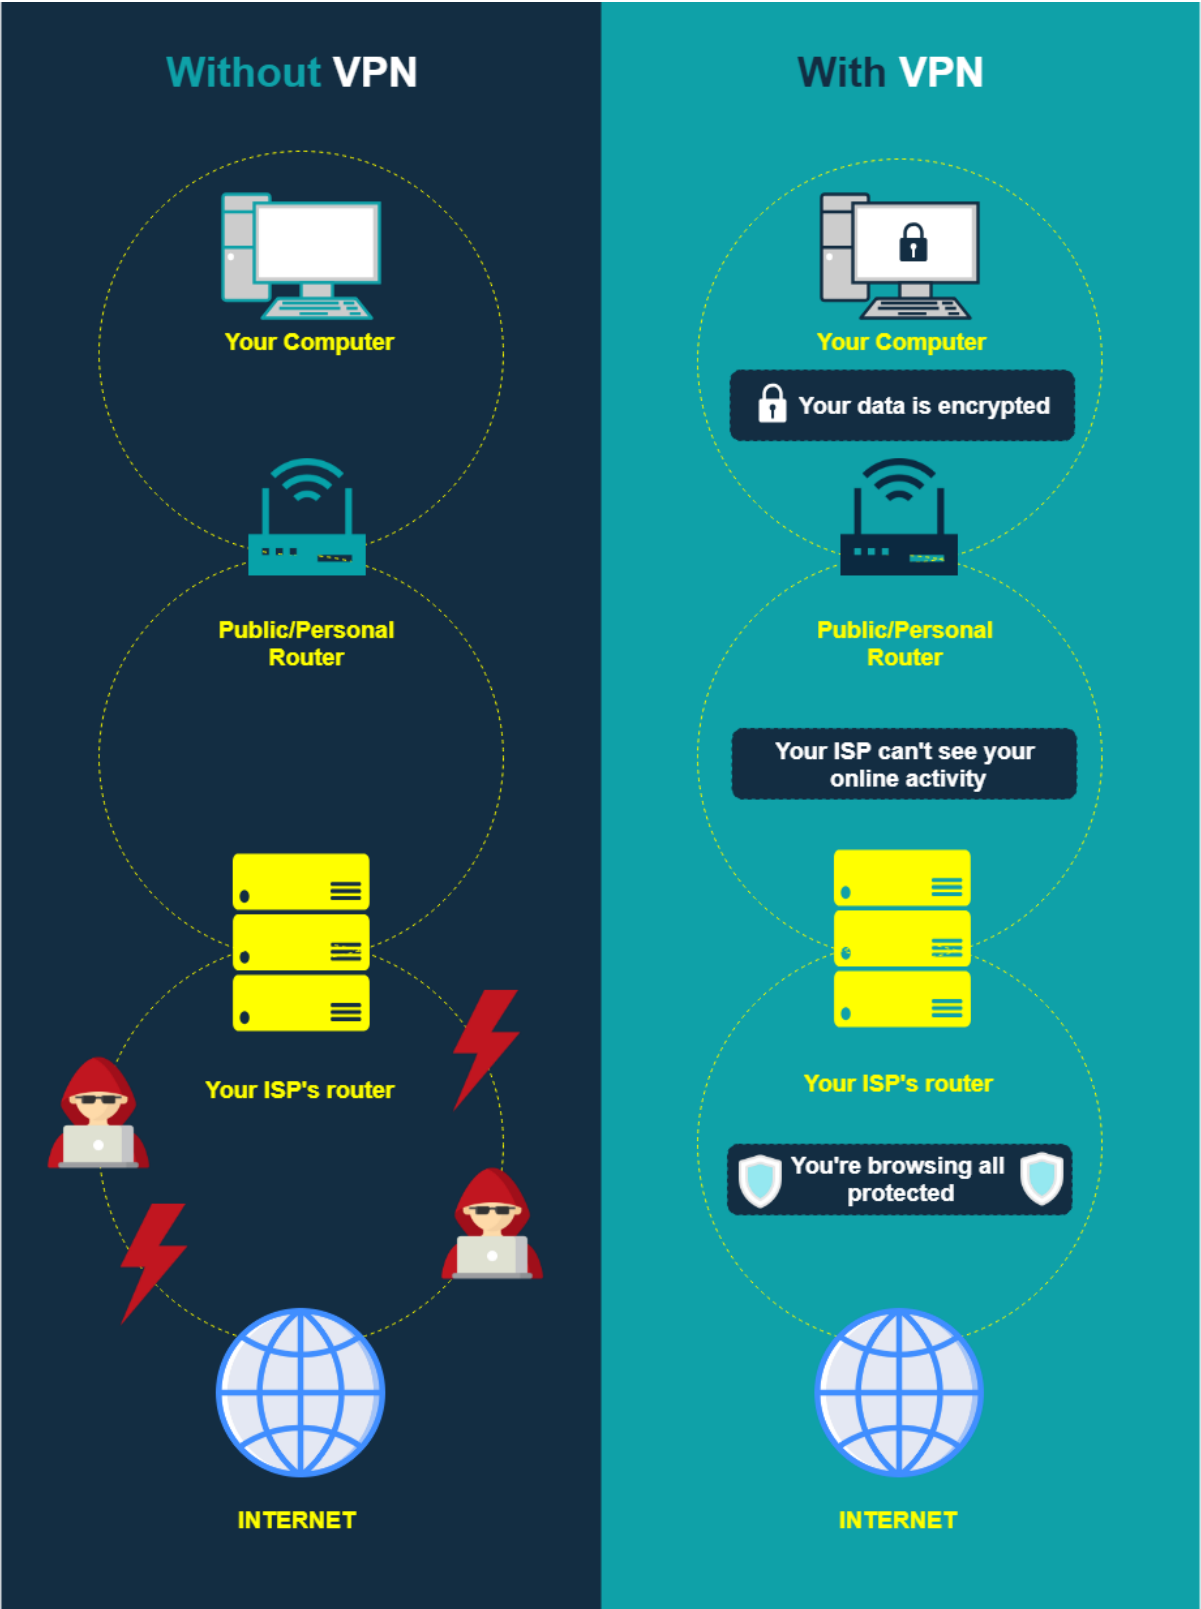 Without VPN
Your Computer
Public/Personal
Router
Your ISP's router
INTERNET
With VPN
Your Computer
Your data is encrypted
Public/Personal
Router
Your ISP can't see your
online activity
Your ISP's router
You're browsing all
protected
INTERNET